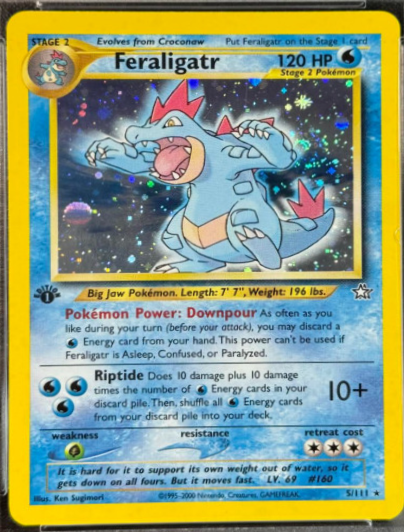 STAGE 2 Evolves from Croconaw Put Feraligatr on the Stage 1 card
Feraligatr 120 HP
Stage 2 Pokémon
EDITION
1
Big Jaw Pokémon. Length: 7' 7", Weight: 196 lbs.
Pokémon Power: Downpour As often as you
like during your turn (before your attack), you may discard a
Energy card from your hand. This power can't be used if
Feraligatr is Asleep, Confused, or Paralyzed.
Riptide Does 10 damage plus 10 damage
times the number of Energy cards in your
discard pile. Then, shuffle all Energy cards
from your discard pile into your deck.
10+
weakness resistance retreat cost
It is hard for it to support its own weight out of water, so it
gets down on all fours. But it moves fast. LV. 69 #160
Illus. Ken Sugimori ©1995-2000 Nintendo, Creatures, GAMEFREAK. 5/111 ★